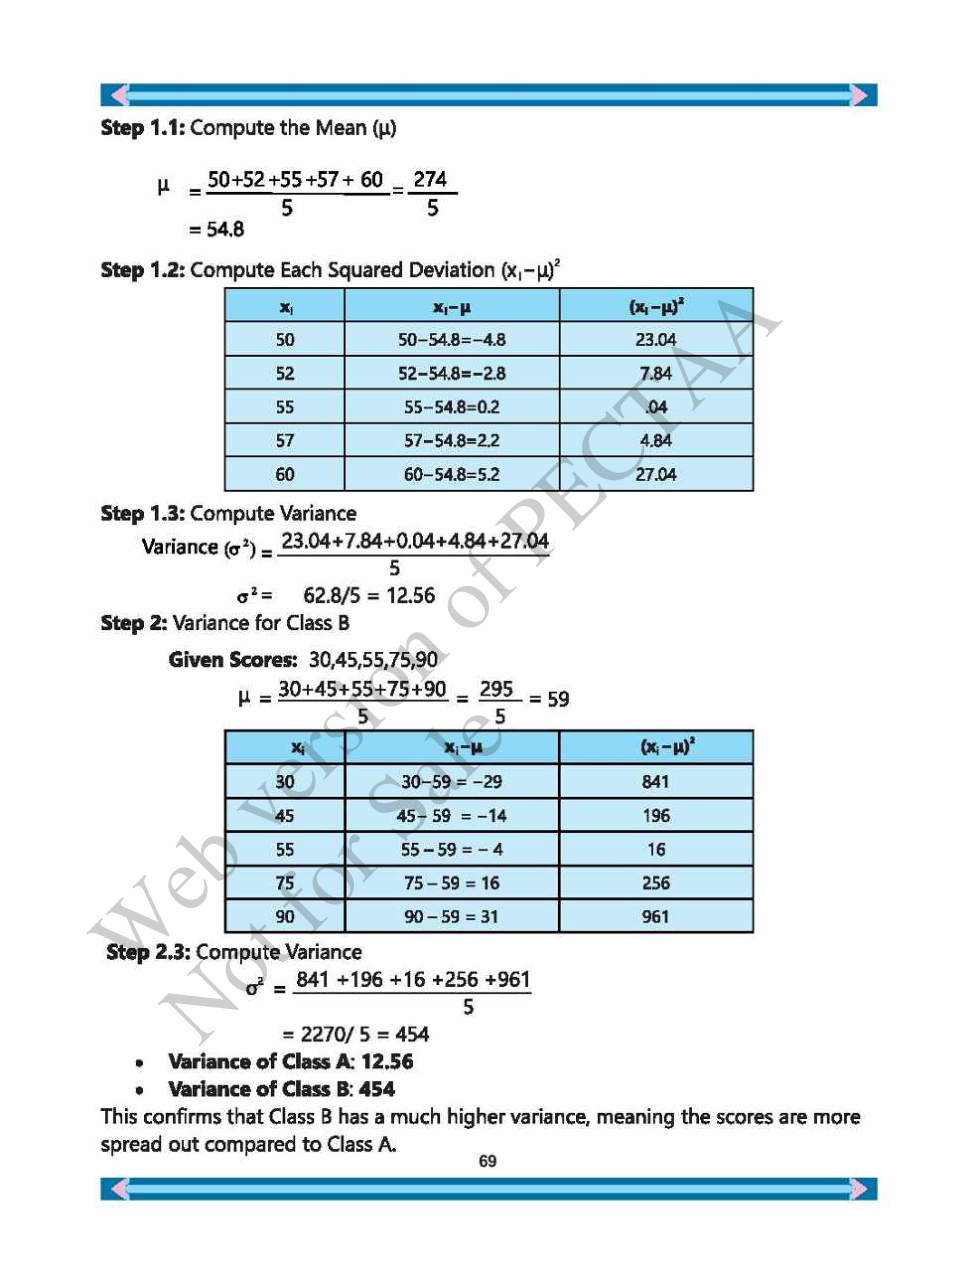 Step 1.1: Compute the Mean (µ)
µ = 50+52+55+57+ 60 = 274
5 5
= 54.8
Step 1.2: Compute Each Squared Deviation (xᵢ−µ)²
xᵢ xᵢ−µ (xᵢ−µ)²
50 50−54.8=−4.8 23.04
52 52−54.8=−2.8 7.84
55 55−54.8=0.2 .04
57 57−54.8=2.2 4.84
60 60−54.8=5.2 27.04
Step 1.3: Compute Variance
Variance (σ²) = 23.04+7.84+0.04+4.84+27.04
5
σ² = 62.8/5 = 12.56
Step 2: Variance for Class B
Given Scores: 30,45,55,75,90
µ = 30+45+55+75+90 = 295 = 59
5 5
xᵢ xᵢ−µ (xᵢ−µ)²
30 30−59 = −29 841
45 45− 59 = −14 196
55 55 − 59 = − 4 16
75 75 − 59 = 16 256
90 90 − 59 = 31 961
Step 2.3: Compute Variance
σ² = 841 +196 +16 +256 +961
5
= 2270/ 5 = 454
• Variance of Class A: 12.56
• Variance of Class B: 454
This confirms that Class B has a much higher variance, meaning the scores are more
spread out compared to Class A.
69
Web version of PECTAA
Not for Sale